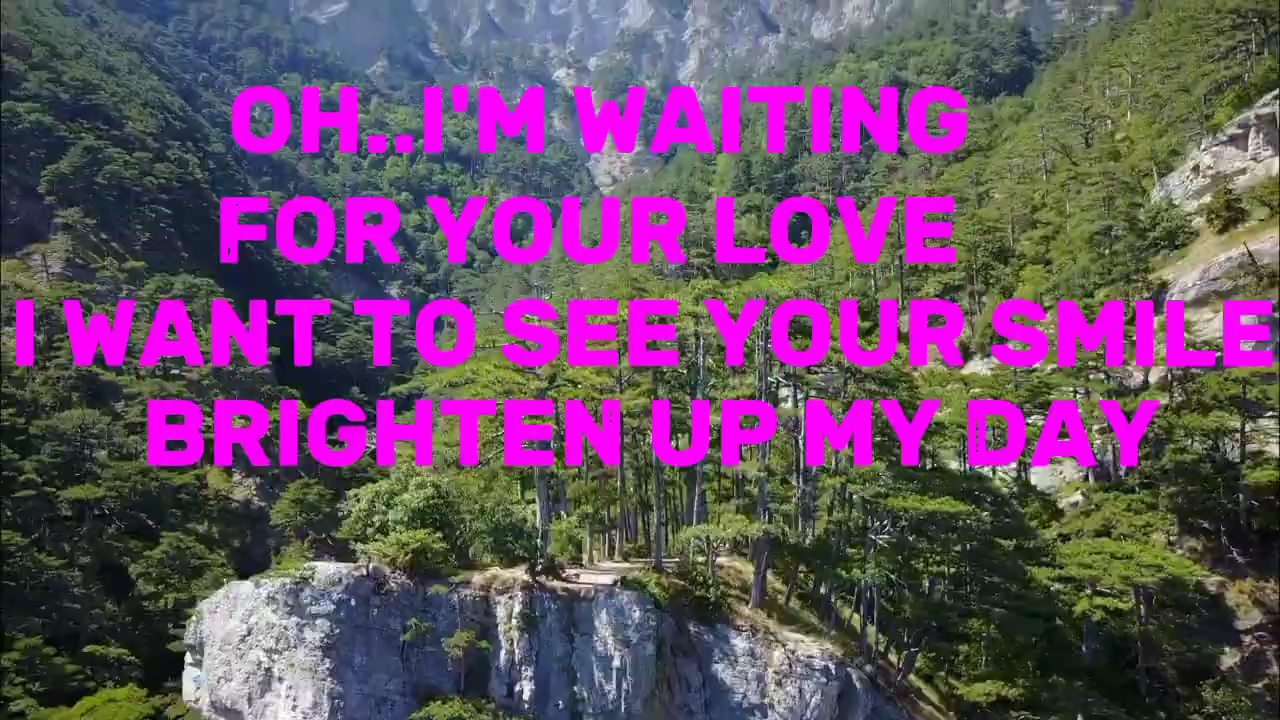 OH..I'M WAITING
FOR YOUR LOVE
I WANT TO SEE YOUR SMILE
BRIGHTEN UP MY DAY